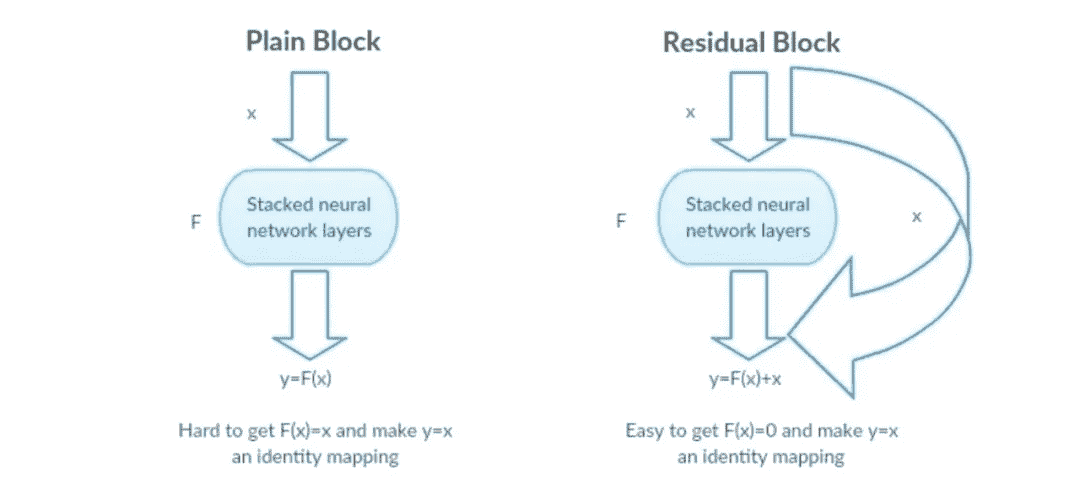 Plain Block
x
F
Stacked neural
network layers
y=F(x)
Hard to get F(x)=x and make y=x
an identity mapping
Residual Block
x
F
Stacked neural
network layers
x
y=F(x)+x
Easy to get F(x)=0 and make y=x
an identity mapping